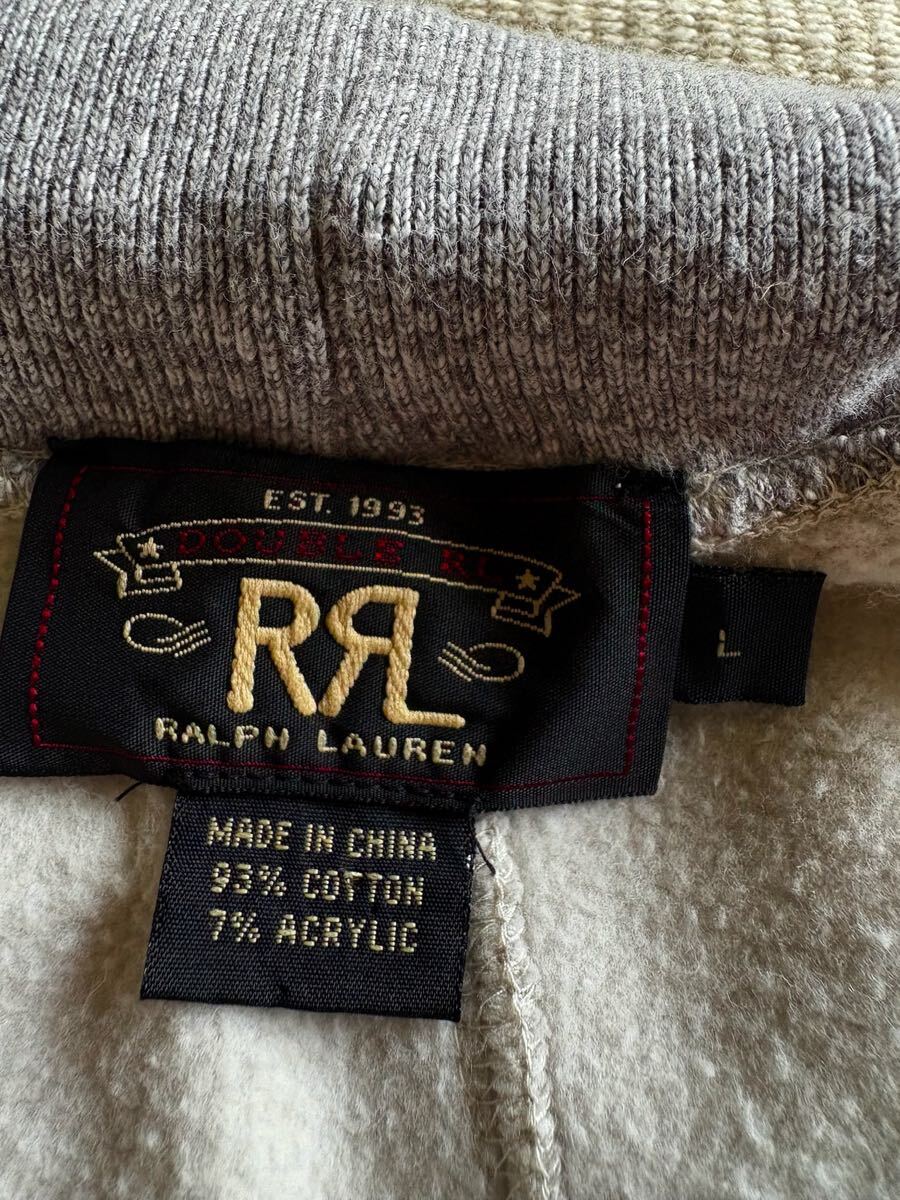 EST. 1993
DOUBLE RL
RRL
RALPH LAUREN
L
MADE IN CHINA
93% COTTON
7% ACRYLIC